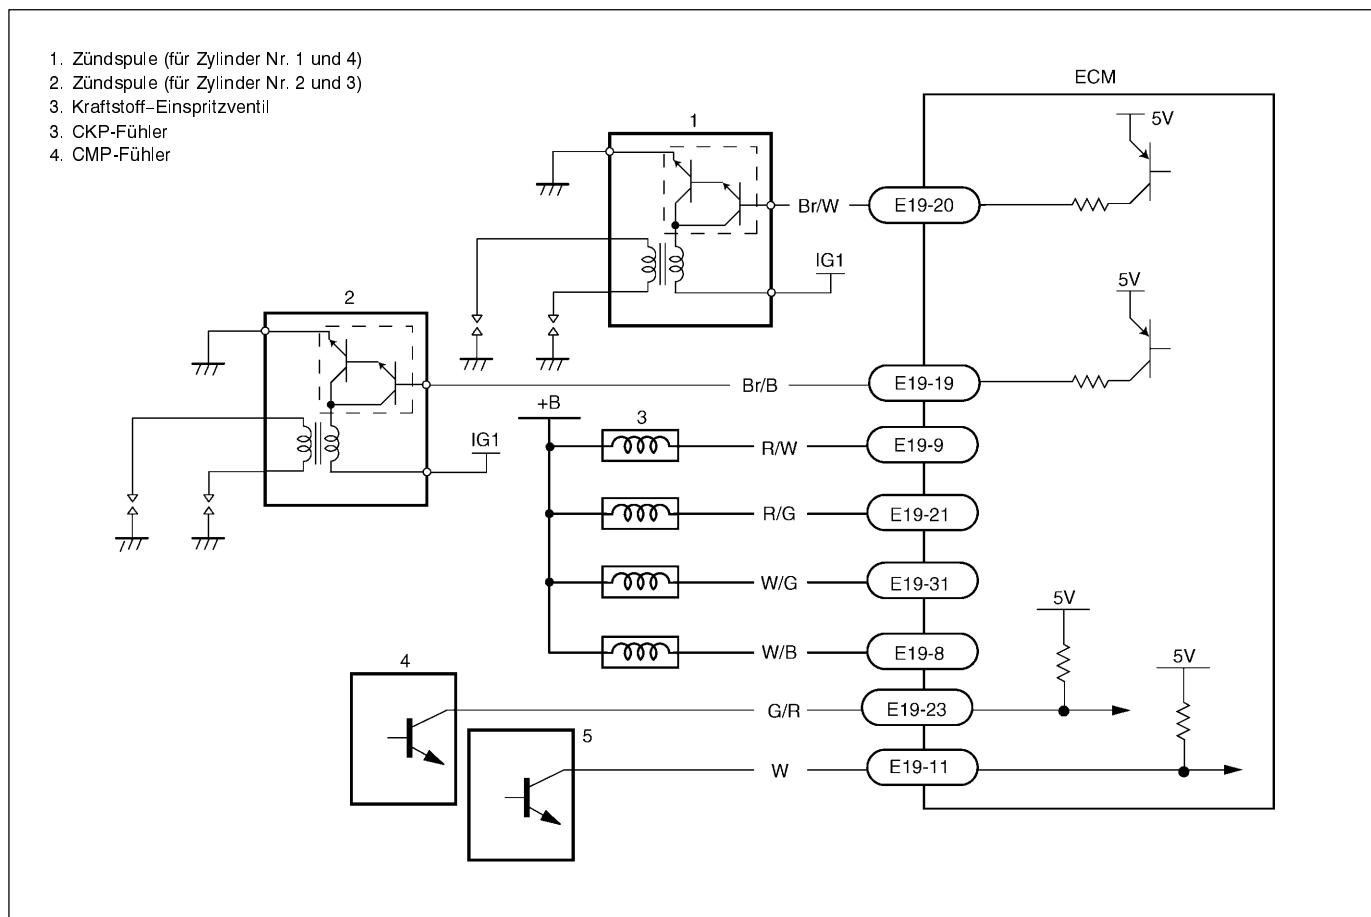 1. Zündspule (für Zylinder Nr. 1 und 4)
2. Zündspule (für Zylinder Nr. 2 und 3)
3. Kraftstoff–Einspritzventil
3. CKP-Fühler
4. CMP-Fühler
ECM
5V
1
Br/W
E19-20
IG1
5V
2
Br/B
E19-19
+B
3
IG1
R/W
E19-9
R/G
E19-21
W/G
E19-31
5V
W/B
E19-8
4
5V
G/R
E19-23
5
W
E19-11